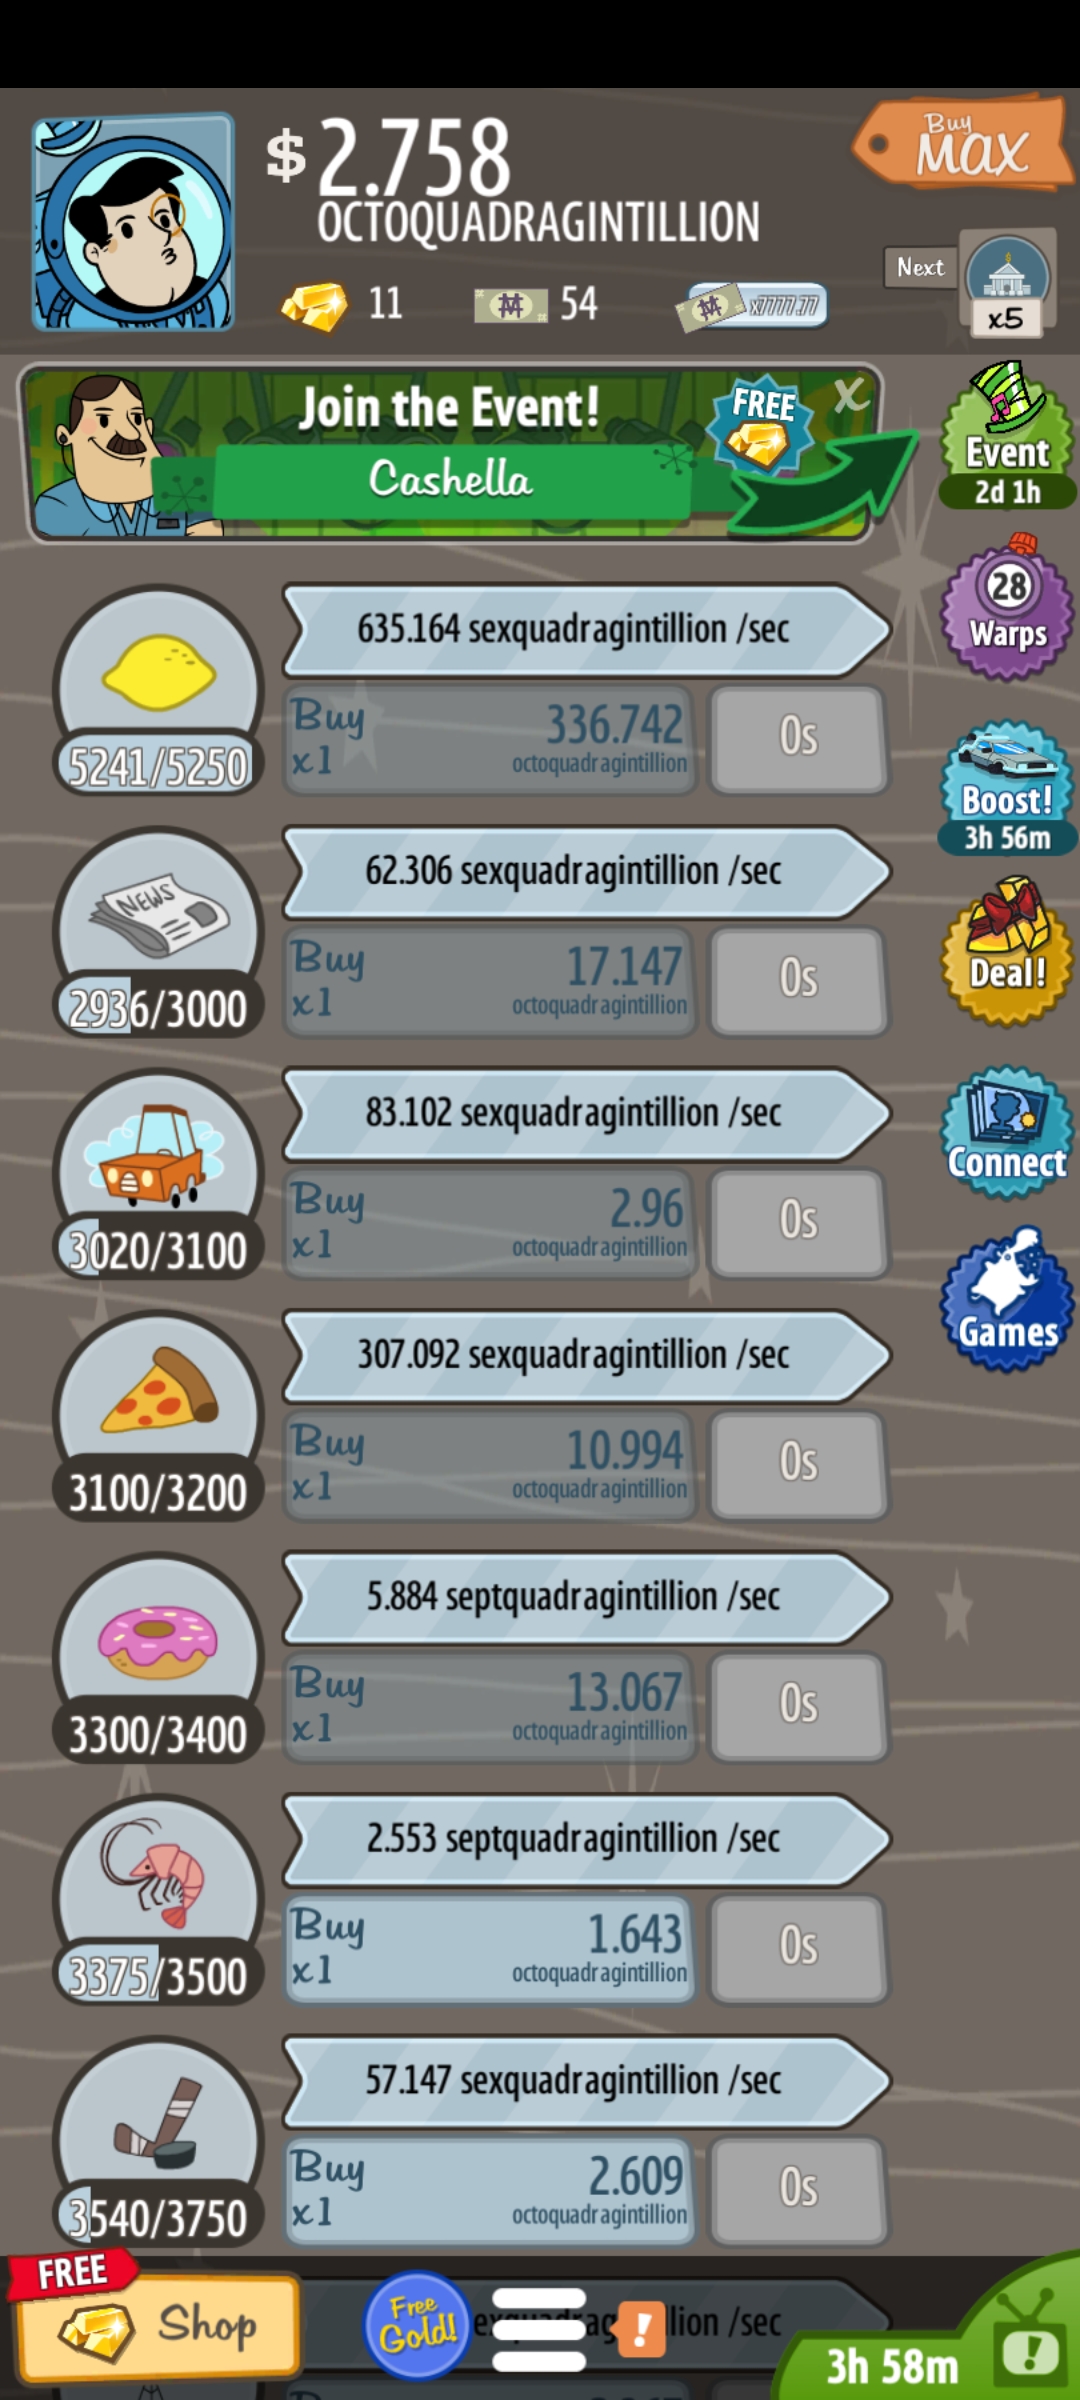 $ 2.758
OCTOQUADRAGINTILLION
Buy
MAX
11
54
x7777.77
Next
x5
Join the Event!
Cashella
FREE
X
Event
2d 1h
28
Warps
Boost!
3h 56m
Deal!
Connect
Games
635.164 sexquadragintillion /sec
Buy
x1
336.742
octoquadragintillion
0s
5241/5250
NEWS
62.306 sexquadragintillion /sec
Buy
x1
17.147
octoquadragintillion
0s
2936/3000
83.102 sexquadragintillion /sec
Buy
x1
2.96
octoquadragintillion
0s
3020/3100
307.092 sexquadragintillion /sec
Buy
x1
10.994
octoquadragintillion
0s
3100/3200
5.884 septquadragintillion /sec
Buy
x1
13.067
octoquadragintillion
0s
3300/3400
2.553 septquadragintillion /sec
Buy
x1
1.643
octoquadragintillion
0s
3375/3500
57.147 sexquadragintillion /sec
Buy
x1
2.609
octoquadragintillion
0s
3540/3750
FREE
Shop
Free
Gold!
!
/sec
3h 58m
!